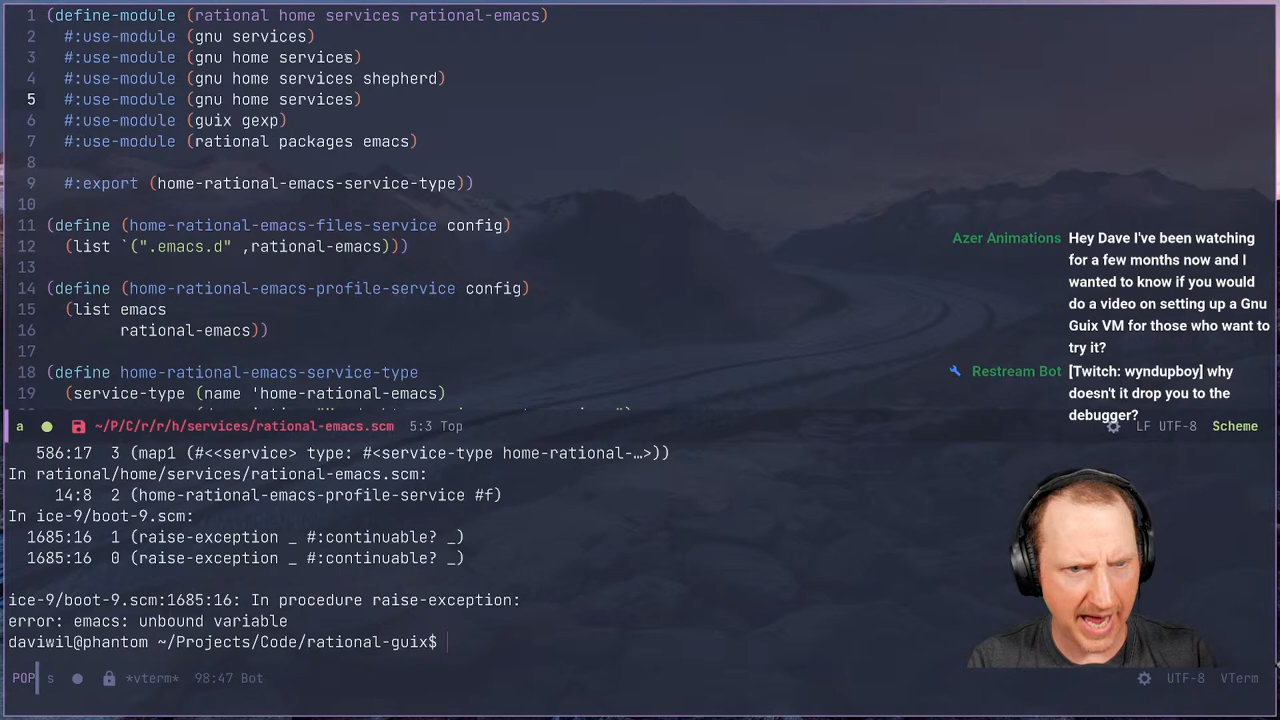 1 (define-module (rational home services rational-emacs)
2 #:use-module (gnu services)
3 #:use-module (gnu home services)
4 #:use-module (gnu home services shepherd)
5 #:use-module (gnu home services)
6 #:use-module (guix gexp)
7 #:use-module (rational packages emacs)
8
9 #:export (home-rational-emacs-service-type))
10
11 (define (home-rational-emacs-files-service config)
12 (list `(".emacs.d" ,rational-emacs)))
13
14 (define (home-rational-emacs-profile-service config)
15 (list emacs
16 rational-emacs))
17
18 (define home-rational-emacs-service-type
19 (service-type (name 'home-rational-emacs)
Azer Animations Hey Dave I've been watching
for a few months now and I
wanted to know if you would
do a video on setting up a Gnu
Guix VM for those who want to
try it?
Restream Bot [Twitch: wyndupboy] why
doesn't it drop you to the
debugger?
a ~/P/C/r/r/h/services/rational-emacs.scm 5:3 Top LF UTF-8 Scheme
586:17 3 (map1 (#<<service> type: #<service-type home-rational-…>))
In rational/home/services/rational-emacs.scm:
14:8 2 (home-rational-emacs-profile-service #f)
In ice-9/boot-9.scm:
1685:16 1 (raise-exception _ #:continuable? _)
1685:16 0 (raise-exception _ #:continuable? _)
ice-9/boot-9.scm:1685:16: In procedure raise-exception:
error: emacs: unbound variable
daviwil@phantom ~/Projects/Code/rational-guix$
POP s *vterm* 98:47 Bot UTF-8 VTerm